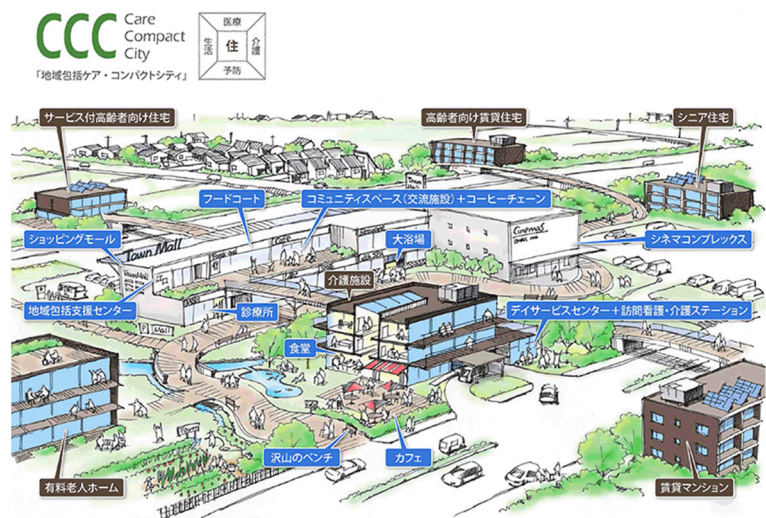 CCC
Care
Compact
City
「地域包括ケア・コンパクトシティ」
医療
生活
住
介護
予防
サービス付高齢者向け住宅
高齢者向け賃貸住宅
シニア住宅
フードコート
コミュニティスペース(交流施設)+コーヒーチェーン
ショッピングモール
Town Mall
Cafe
大浴場
Cinemas
シネマコンプレックス
介護施設
地域包括支援センター
診療所
デイサービスセンター+訪問看護・介護ステーション
P Mall
食堂
沢山のベンチ
カフェ
有料老人ホーム
賃貸マンション